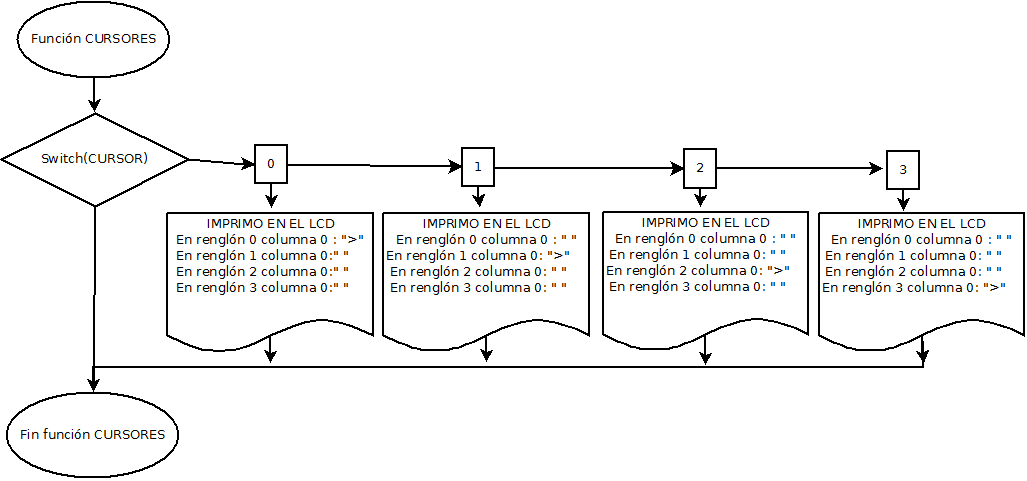 Función CURSORES
Switch(CURSOR)
0
1
2
3
IMPRIMO EN EL LCD
En renglón 0 columna 0 : ">"
En renglón 1 columna 0:" "
En renglón 2 columna 0:" "
En renglón 3 columna 0:" "
IMPRIMO EN EL LCD
En renglón 0 columna 0 : " "
En renglón 1 columna 0: ">"
En renglón 2 columna 0: " "
En renglón 3 columna 0: " "
IMPRIMO EN EL LCD
En renglón 0 columna 0 : " "
En renglón 1 columna 0: " "
En renglón 2 columna 0: ">"
En renglón 3 columna 0: " "
IMPRIMO EN EL LCD
En renglón 0 columna 0 : " "
En renglón 1 columna 0: " "
En renglón 2 columna 0: " "
En renglón 3 columna 0: ">"
Fin función CURSORES